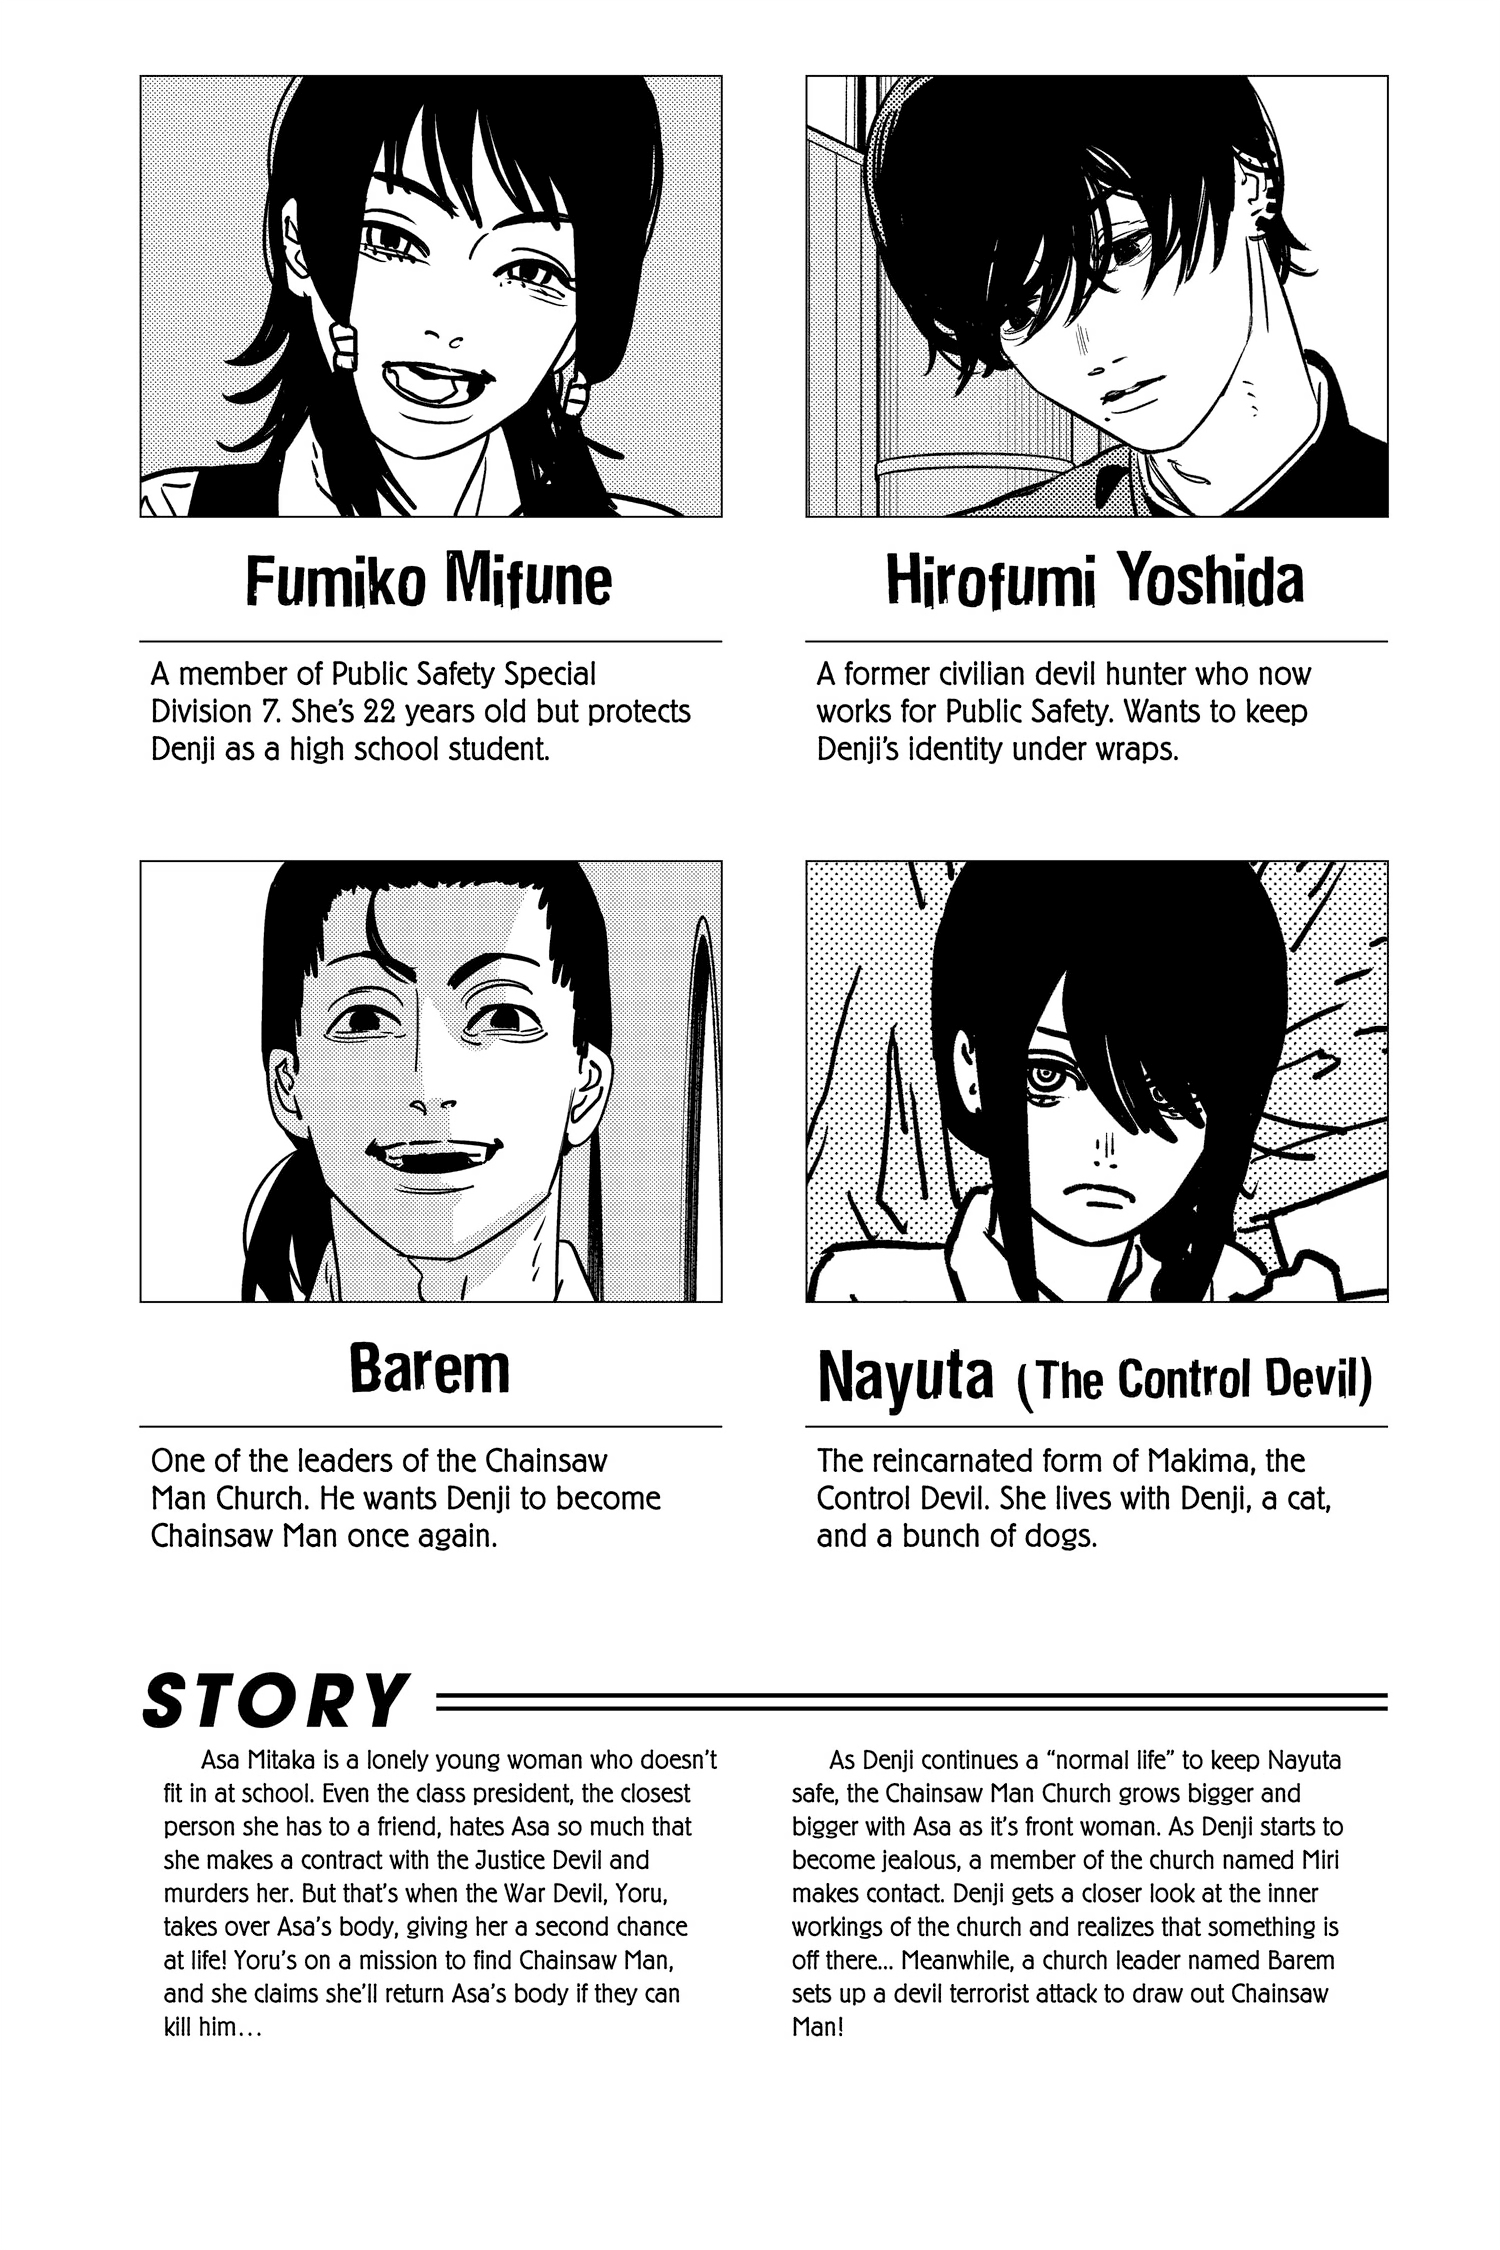 Fumiko Mifune
A member of Public Safety Special
Division 7. She's 22 years old but protects
Denji as a high school student.
Hirofumi Yoshida
A former civilian devil hunter who now
works for Public Safety. Wants to keep
Denji's identity under wraps.
Barem
One of the leaders of the Chainsaw
Man Church. He wants Denji to become
Chainsaw Man once again.
Nayuta (The Control Devil)
The reincarnated form of Makima, the
Control Devil. She lives with Denji, a cat,
and a bunch of dogs.
STORY
Asa Mitaka is a lonely young woman who doesn't
fit in at school. Even the class president, the closest
person she has to a friend, hates Asa so much that
she makes a contract with the Justice Devil and
murders her. But that's when the War Devil, Yoru,
takes over Asa's body, giving her a second chance
at life! Yoru's on a mission to find Chainsaw Man,
and she claims she'll return Asa's body if they can
kill him...
As Denji continues a "normal life" to keep Nayuta
safe, the Chainsaw Man Church grows bigger and
bigger with Asa as it's front woman. As Denji starts to
become jealous, a member of the church named Miri
makes contact. Denji gets a closer look at the inner
workings of the church and realizes that something is
off there... Meanwhile, a church leader named Barem
sets up a devil terrorist attack to draw out Chainsaw
Man!